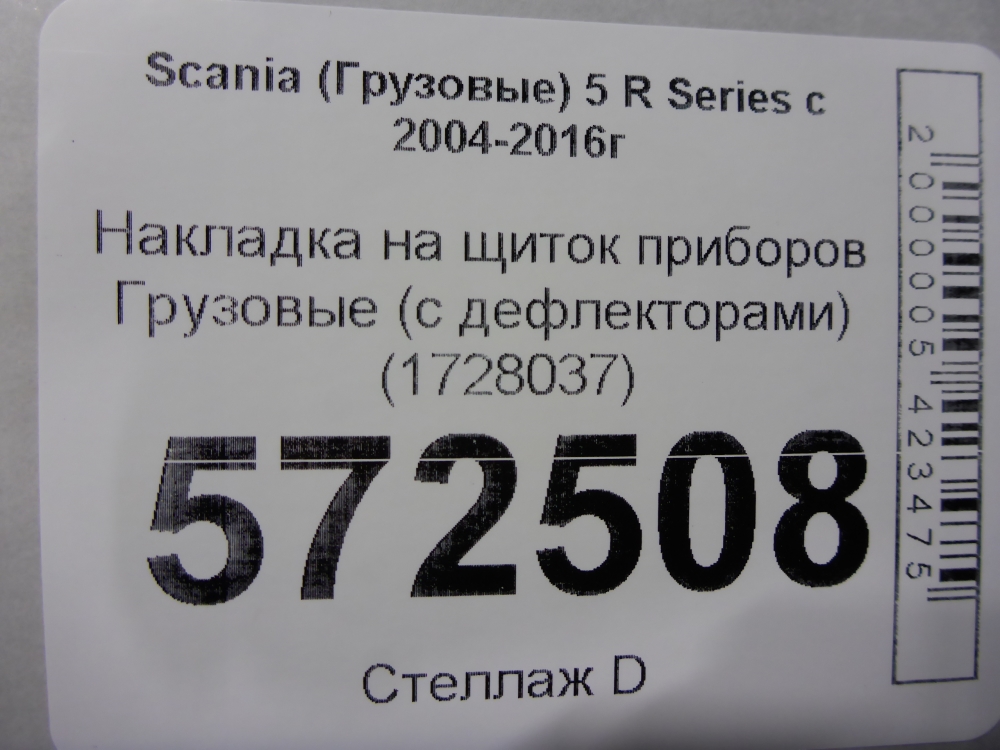 Scania (Грузовые) 5 R Series с
2004-2016г
Накладка на щиток приборов
Грузовые (с дефлекторами)
(1728037)
572508
Стеллаж D
2000005423475